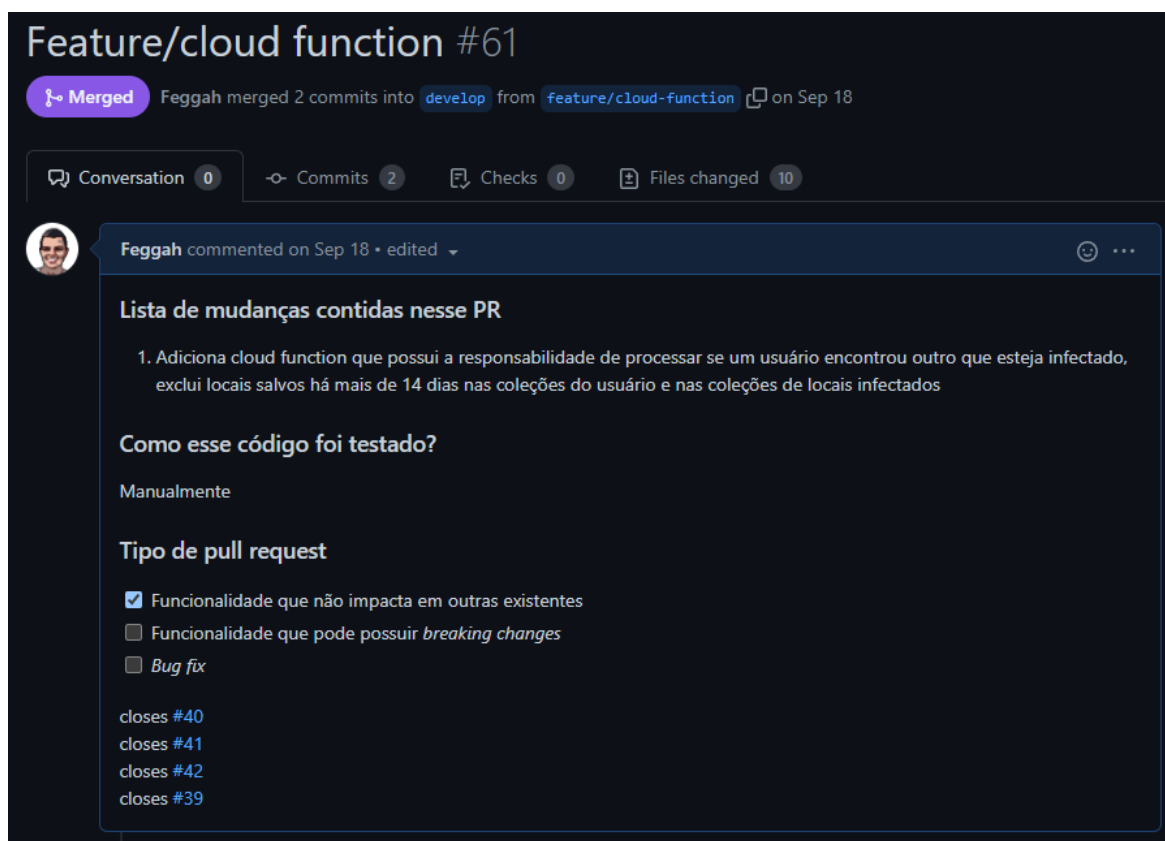 Feature/cloud function #61
Merged Feggah merged 2 commits into develop from feature/cloud-function on Sep 18
Conversation 0 Commits 2 Checks 0 Files changed 10
Feggah commented on Sep 18 • edited
Lista de mudanças contidas nesse PR
1. Adiciona cloud function que possui a responsabilidade de processar se um usuário encontrou outro que esteja infectado,
exclui locais salvos há mais de 14 dias nas coleções do usuário e nas coleções de locais infectados
Como esse código foi testado?
Manualmente
Tipo de pull request
Funcionalidade que não impacta em outras existentes
Funcionalidade que pode possuir breaking changes
Bug fix
closes #40
closes #41
closes #42
closes #39